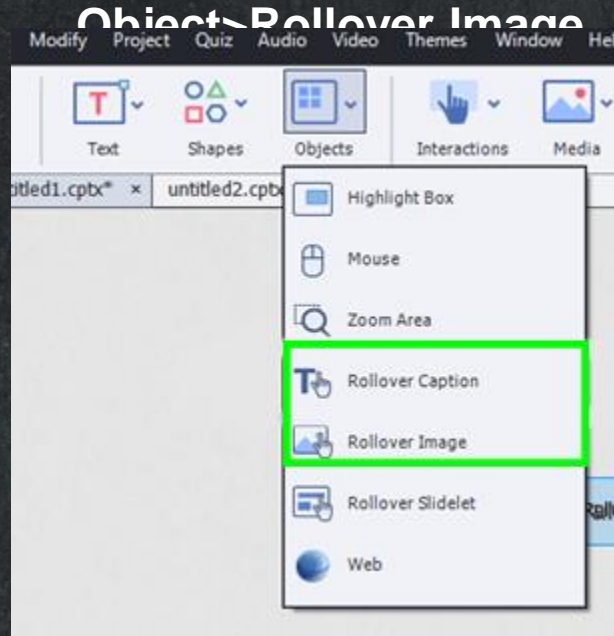 Object>Rollover Image
Modify Project Quiz Audio Video Themes Window
Text Shapes Objects Interactions Media
untitled2.cptx
Highlight Box
Mouse
Zoom Area
Rollover Caption
Rollover Image
Rollover Slidelet
Web